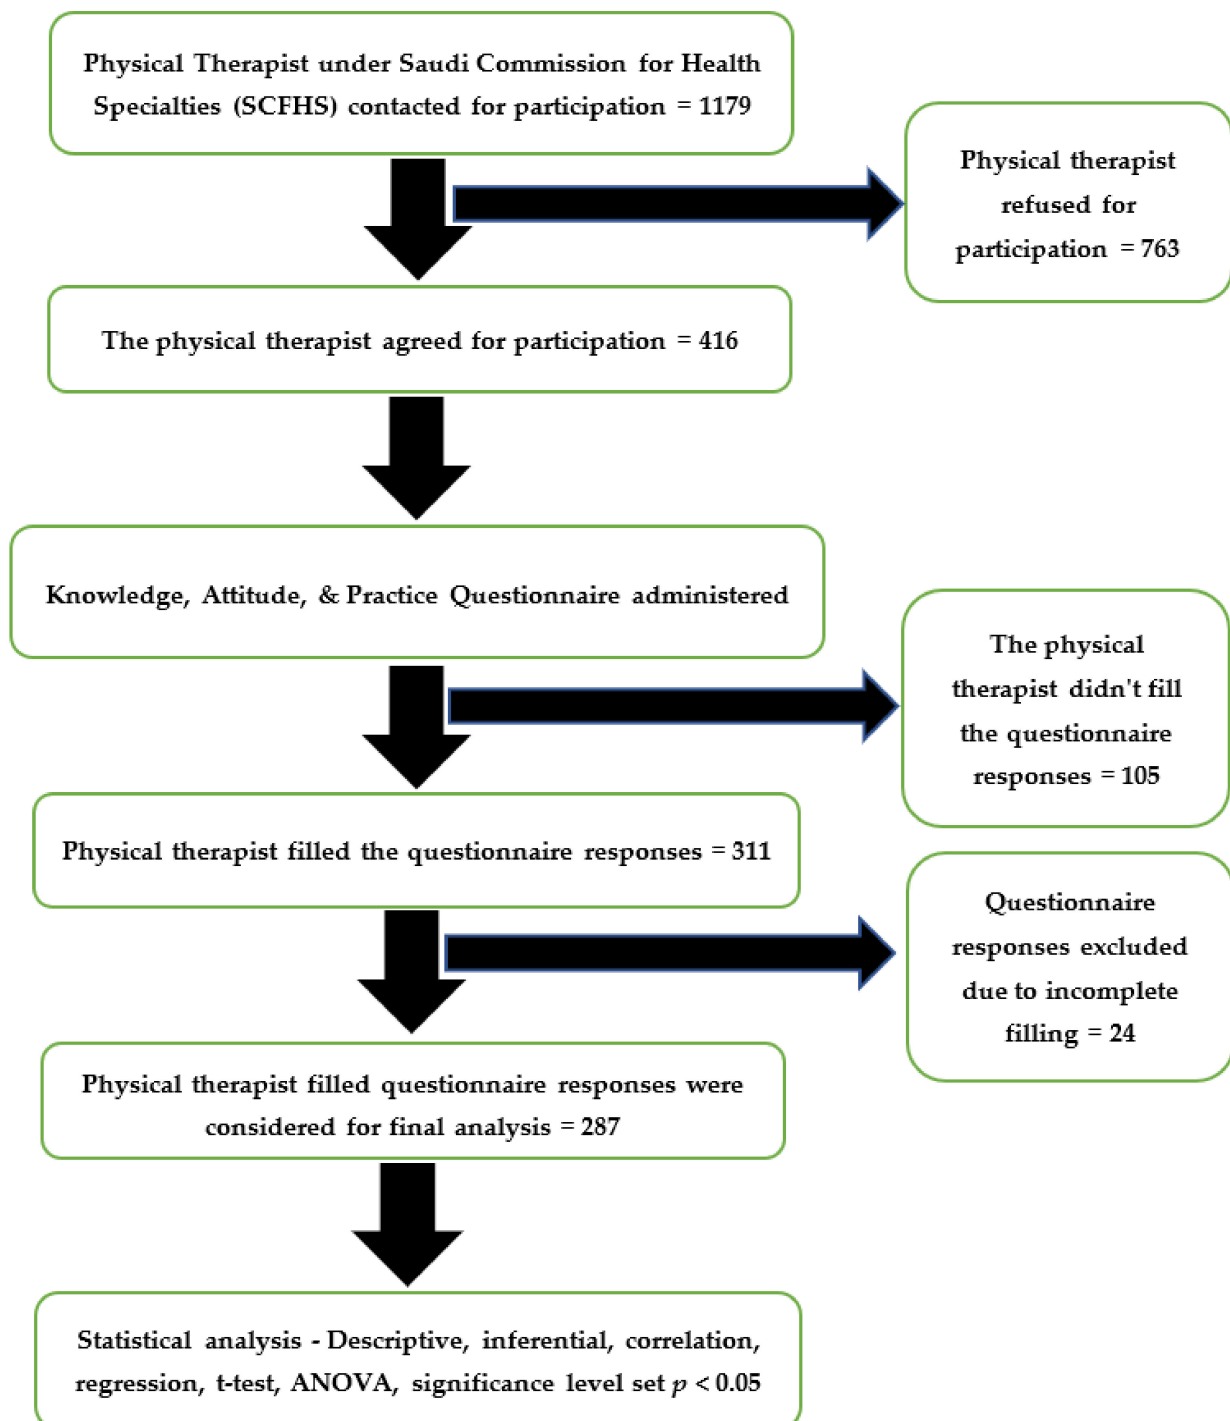 Physical Therapist under Saudi Commission for Health
Specialties (SCFHS) contacted for participation = 1179
Physical therapist
refused for
participation = 763
The physical therapist agreed for participation = 416
Knowledge, Attitude, & Practice Questionnaire administered
The physical
therapist didn't fill
the questionnaire
responses = 105
Physical therapist filled the questionnaire responses = 311
Questionnaire
responses excluded
due to incomplete
filling = 24
Physical therapist filled questionnaire responses were
considered for final analysis = 287
Statistical analysis - Descriptive, inferential, correlation,
regression, t-test, ANOVA, significance level set p < 0.05